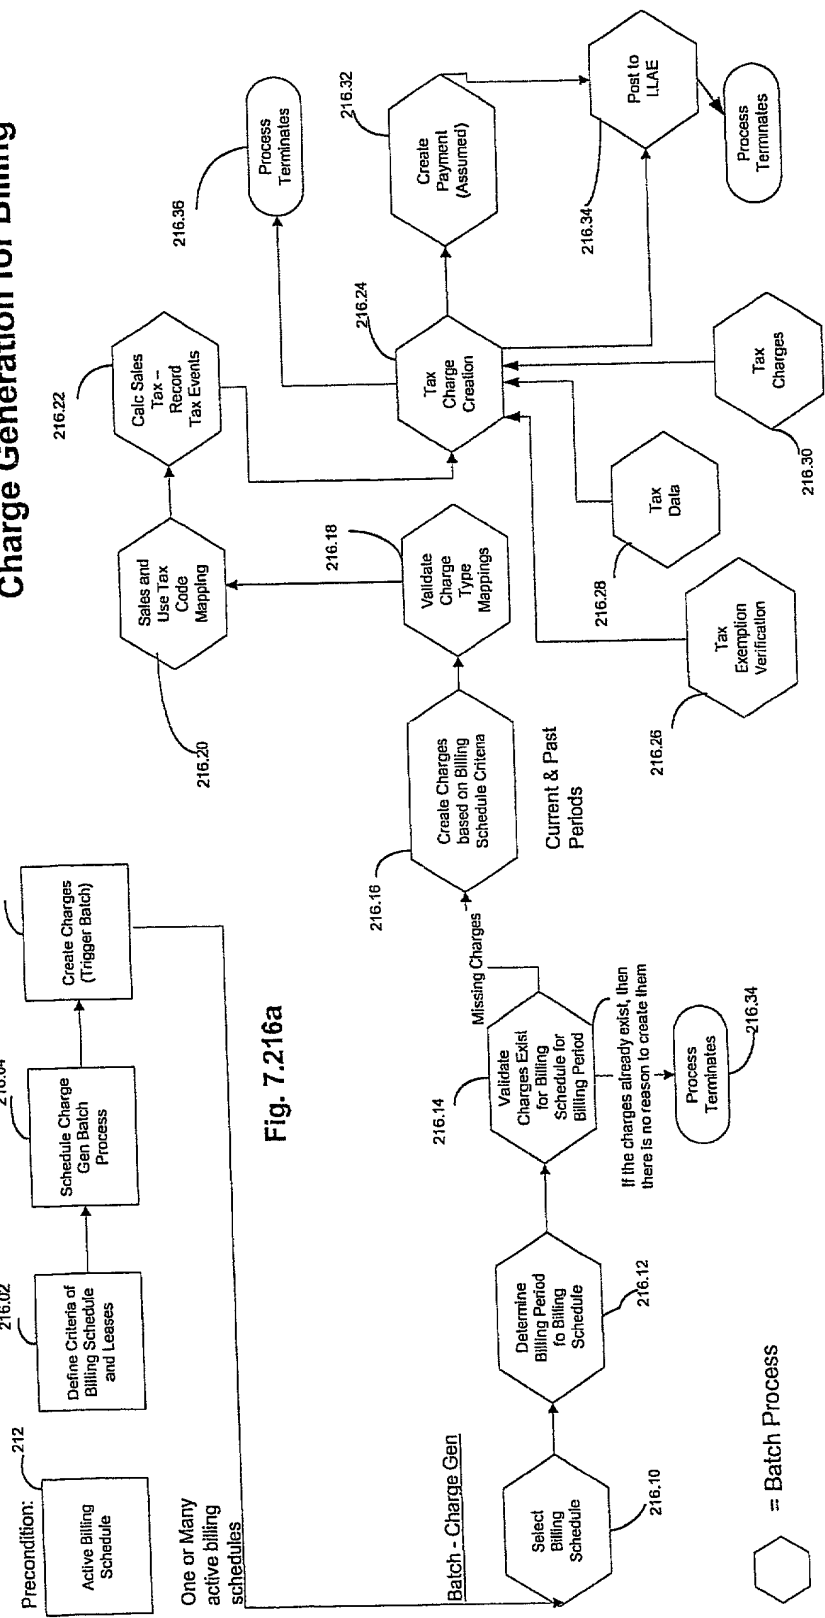 Charge Generation for Billing
Precondition:
212
Active Billing
Schedule
216.02
Define Criteria of
Billing Schedule
and Leases
Schedule Charge
Gen Batch
Process
Create Charges
(Trigger Batch)
One or Many
active billing
schedules
Fig. 7.216a
Batch - Charge Gen
Select
Billing
Schedule
216.10
Determine
Billing Period
fo Billing
Schedule
216.12
216.14
Validate
Charges Exist
for Billing
Schedule for
Billing Period
Missing Charges
If the charges already exist, then
there is no reason to create them
Process
Terminates
216.34
216.16
Create Charges
based on Billing
Schedule Criteria
Current & Past
Periods
216.18
Validate
Charge
Type
Mappings
216.20
Sales and
Use Tax
Code
Mapping
216.22
Calc Sales
Tax –
Record
Tax Events
216.24
Tax
Charge
Creation
216.26
Tax
Exemption
Verification
216.28
Tax
Data
216.30
Tax
Charges
216.36
Process
Terminates
216.32
Create
Payment
(Assumed)
216.34
Post to
LLAE
Process
Terminates
= Batch Process